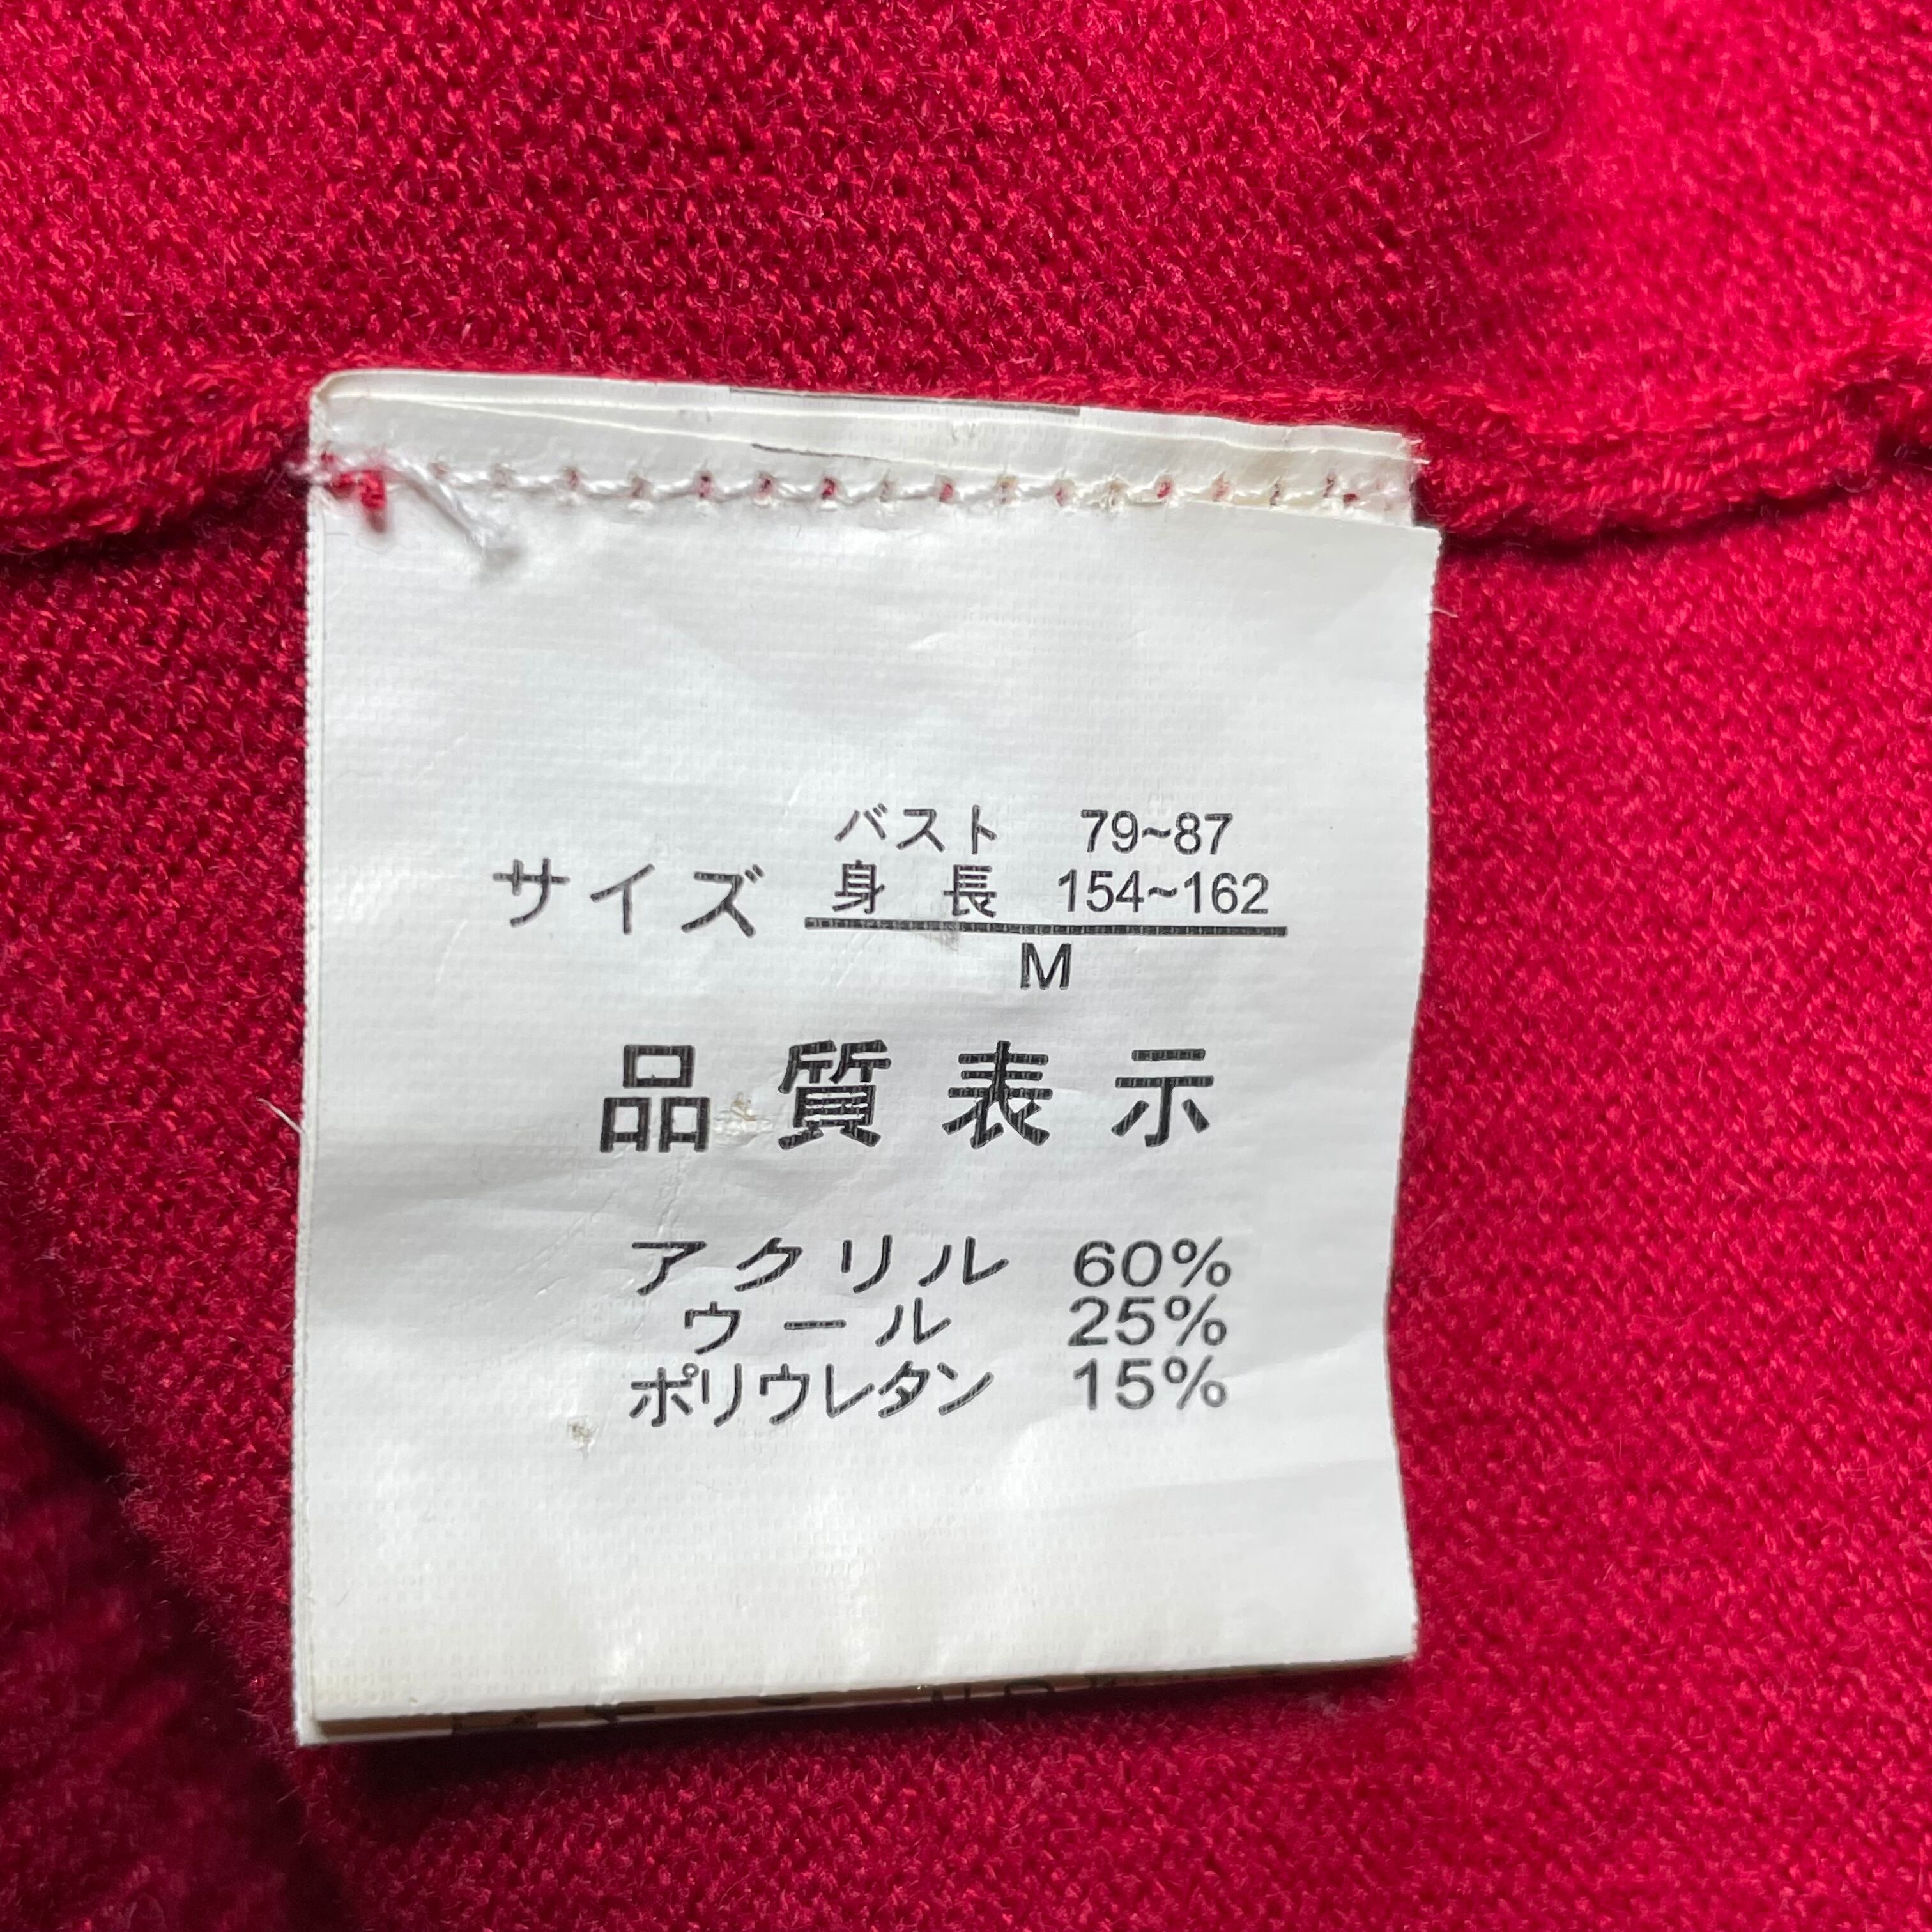 バスト 79~87
サイズ 身長 154~162
M
品質表示
アクリル 60%
ウール 25%
ポリウレタン 15%